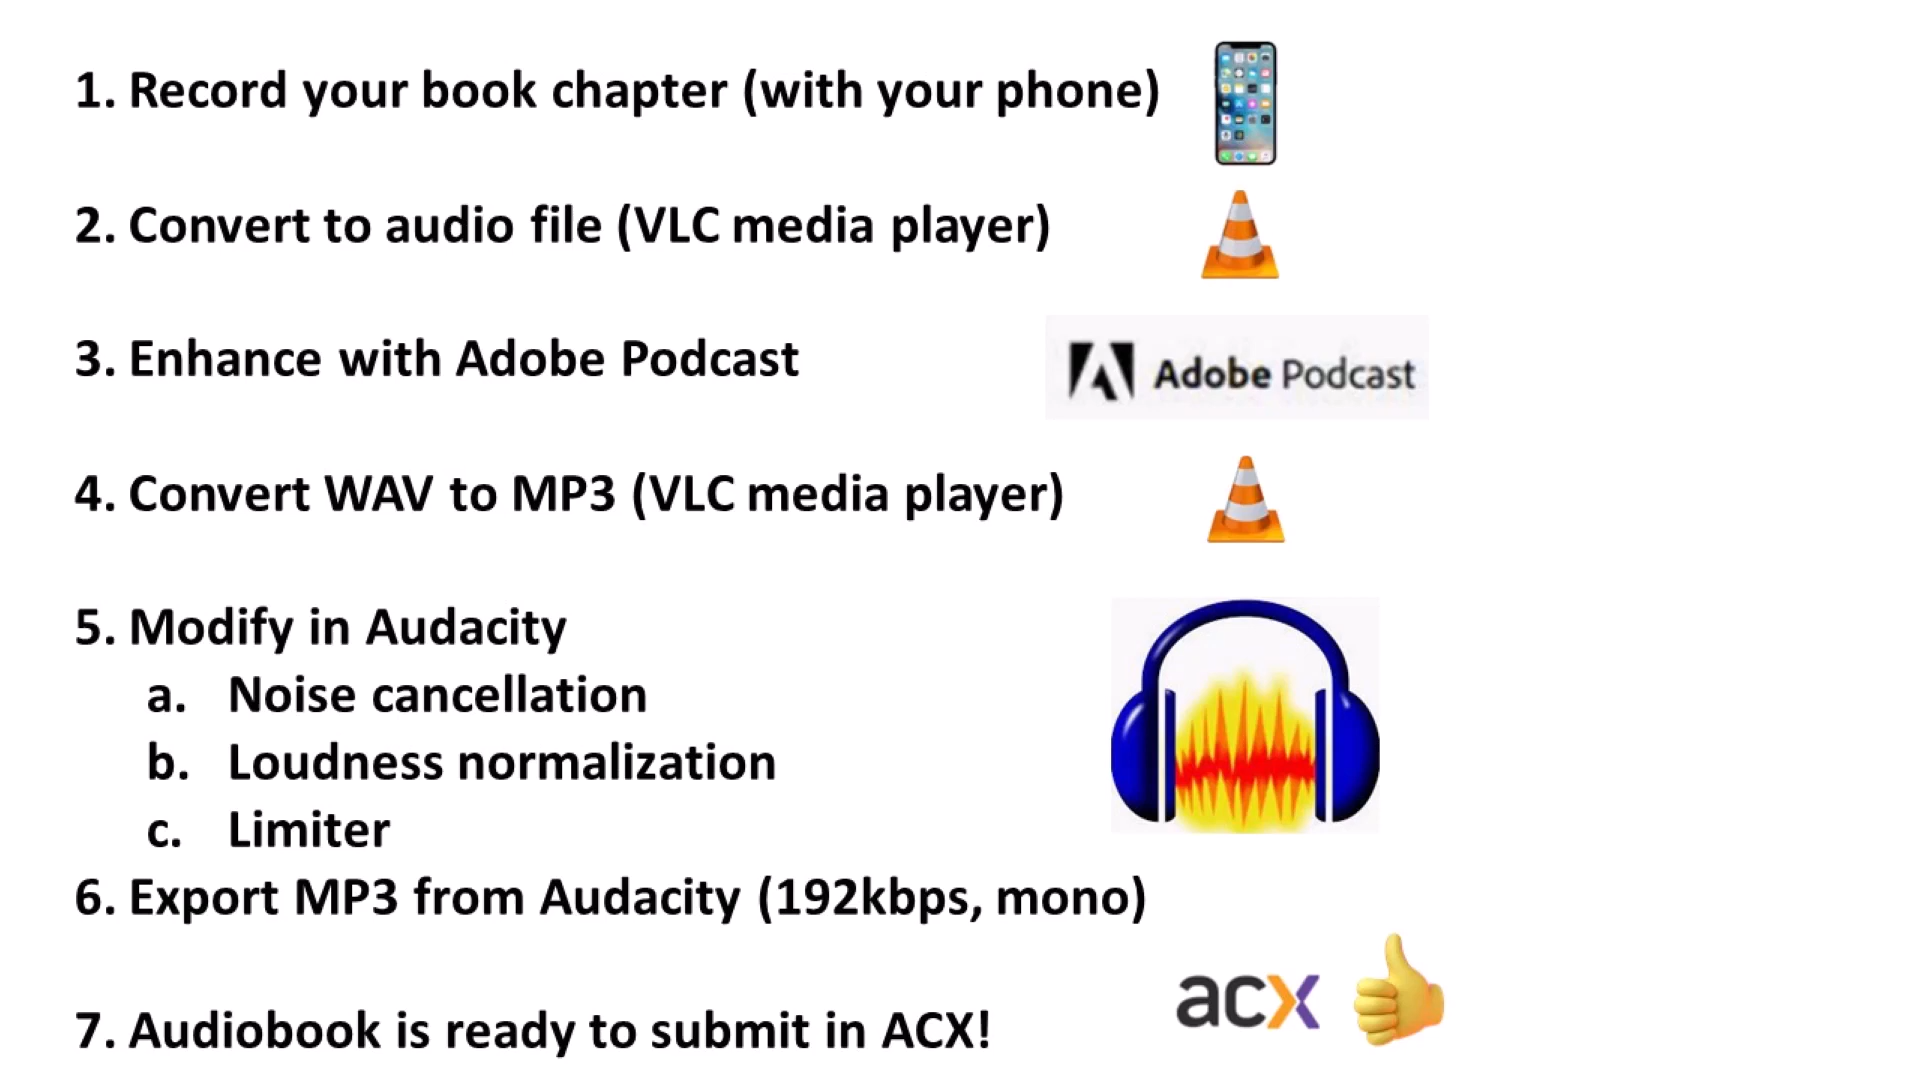 1. Record your book chapter (with your phone)
2. Convert to audio file (VLC media player)
3. Enhance with Adobe Podcast
Adobe Podcast
4. Convert WAV to MP3 (VLC media player)
5. Modify in Audacity
a. Noise cancellation
b. Loudness normalization
c. Limiter
6. Export MP3 from Audacity (192kbps, mono)
acx
7. Audiobook is ready to submit in ACX!